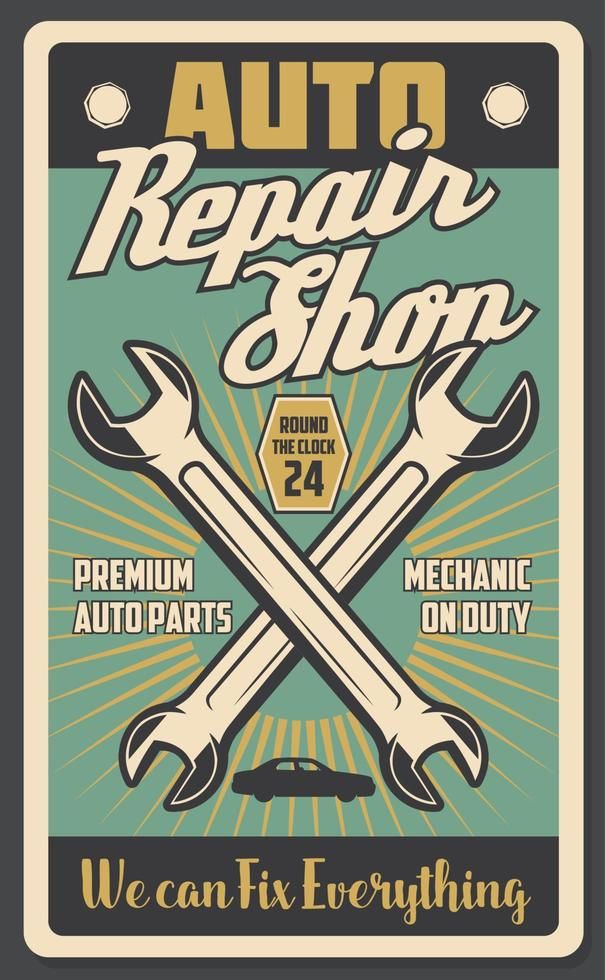 AUTO
Repair
Shop
ROUND
THE CLOCK
24
PREMIUM
AUTO PARTS
MECHANIC
ON DUTY
We can Fix Everything